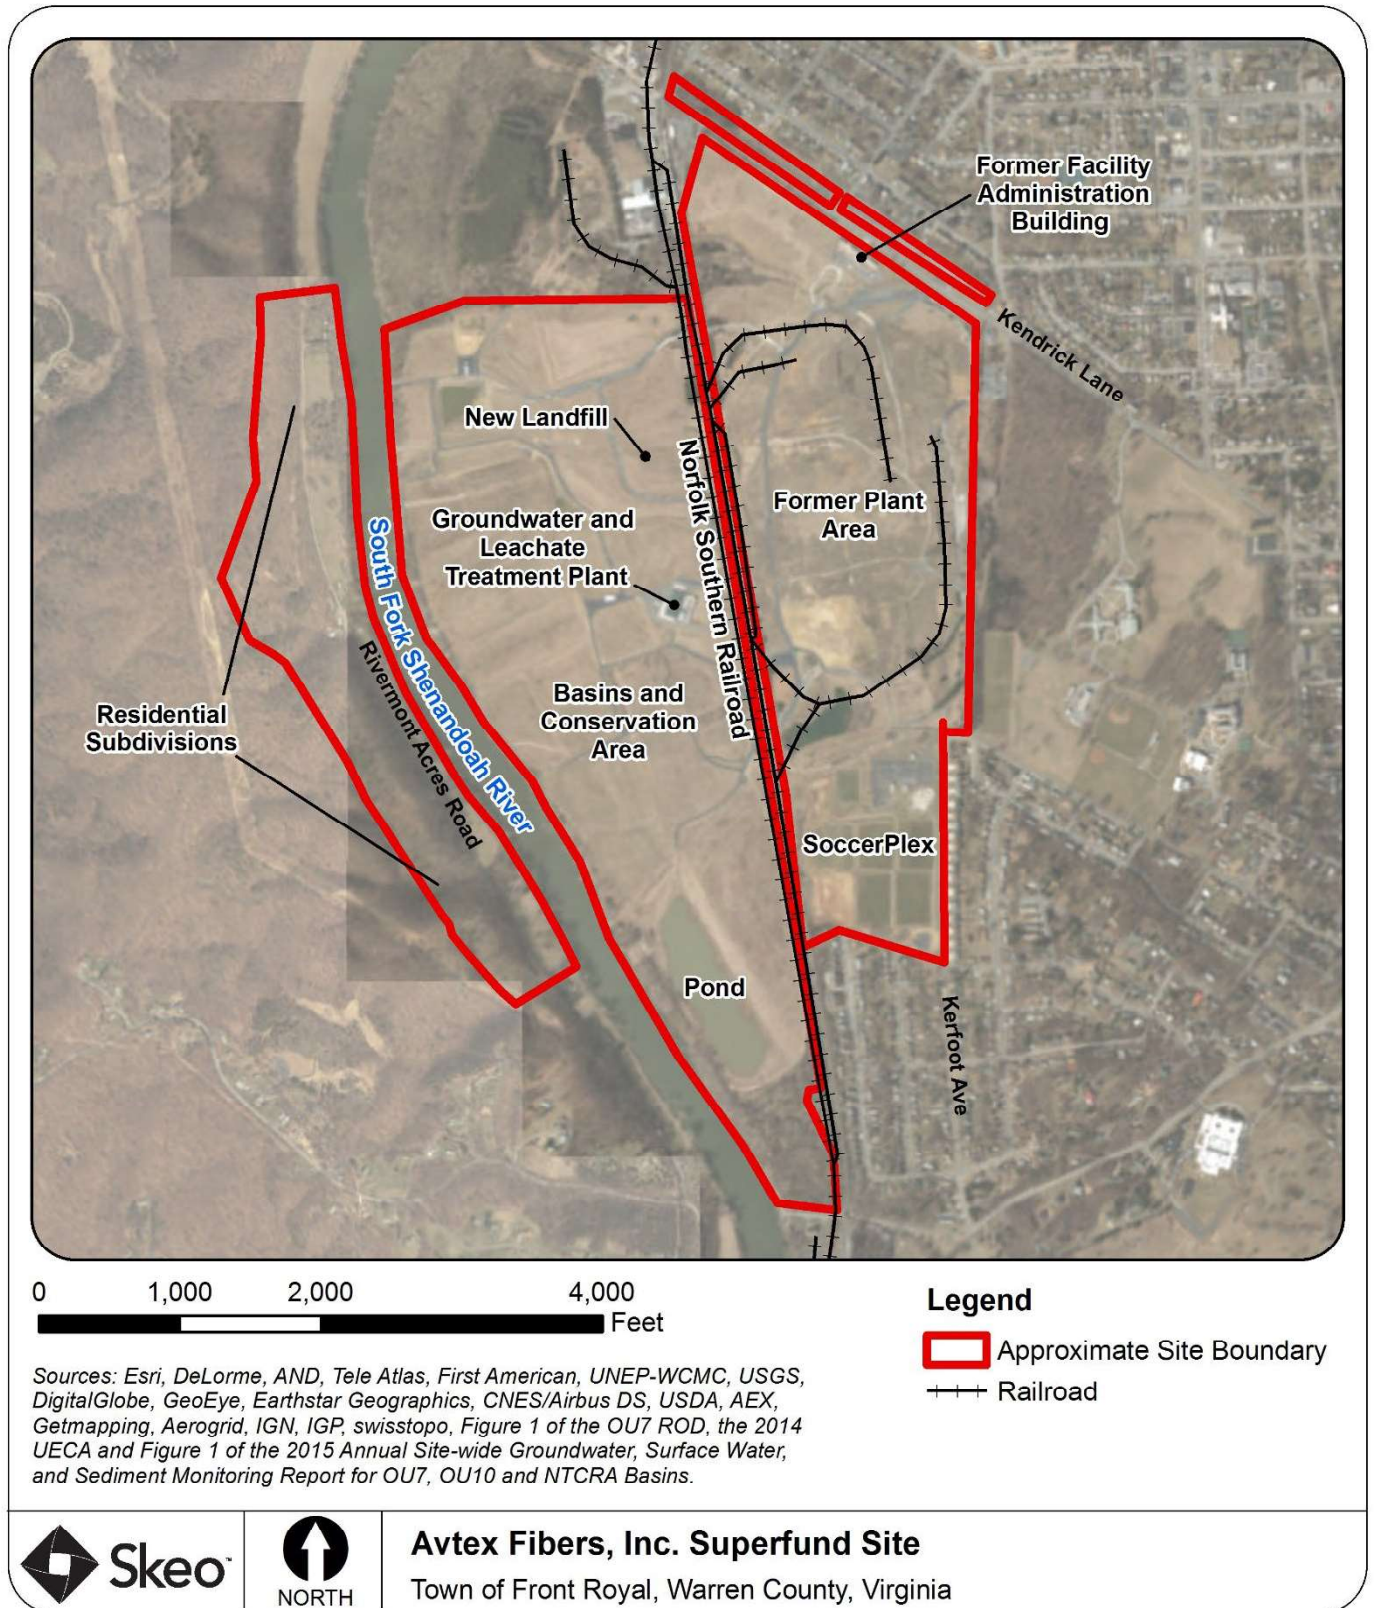 Former Facility
Administration
Building
Kendrick Lane
New Landfill
Norfolk Southern Railroad
Former Plant
Area
Groundwater and
Leachate
Treatment Plant
South Fork Shenandoah River
Rivermont Acres Road
Basins and
Conservation
Area
Residential
Subdivisions
SoccerPlex
Pond
Kerfoot Ave
0 1,000 2,000 4,000
Feet
Legend
Approximate Site Boundary
Railroad
Sources: Esri, DeLorme, AND, Tele Atlas, First American, UNEP-WCMC, USGS,
DigitalGlobe, GeoEye, Earthstar Geographics, CNES/Airbus DS, USDA, AEX,
Getmapping, Aerogrid, IGN, IGP, swisstopo, Figure 1 of the OU7 ROD, the 2014
UECA and Figure 1 of the 2015 Annual Site-wide Groundwater, Surface Water,
and Sediment Monitoring Report for OU7, OU10 and NTCRA Basins.
Skeo™
NORTH
Avtex Fibers, Inc. Superfund Site
Town of Front Royal, Warren County, Virginia